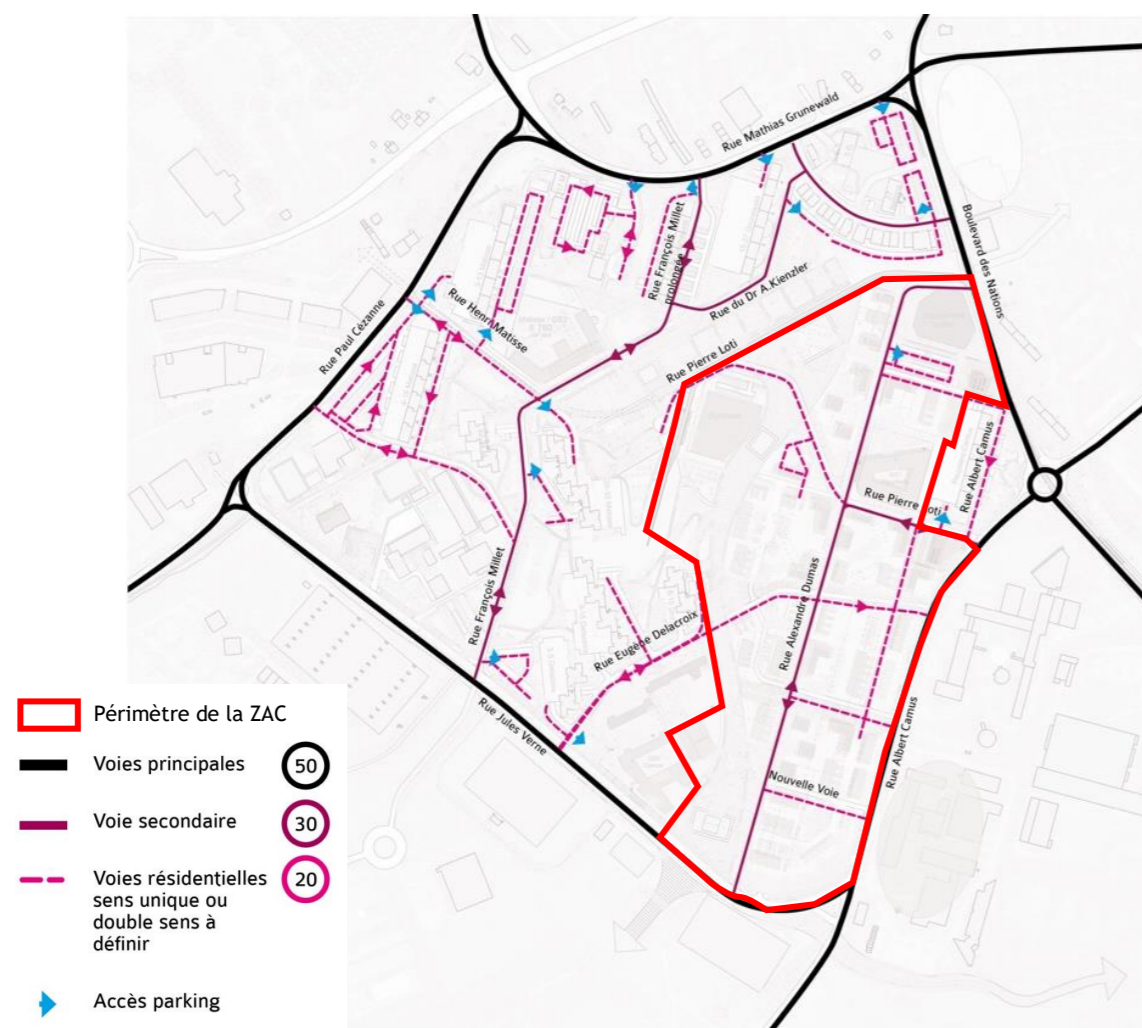 Rue Mathias Grunewald
Boulevard des Nations
Rue François Millet
prolongée
Rue du Dr A.Kienzler
Rue Henri Matisse
Rue Paul Cézanne
Rue Pierre Loti
Rue Albert Camus
Rue Pierre Loti
Rue Alexandre Dumas
Rue François Millet
Rue Eugène Delacroix
Rue Jules Verne
Rue Albert Camus
Nouvelle Voie
Périmètre de la ZAC
Voies principales 50
Voie secondaire 30
Voies résidentielles 20
sens unique ou
double sens à
définir
Accès parking